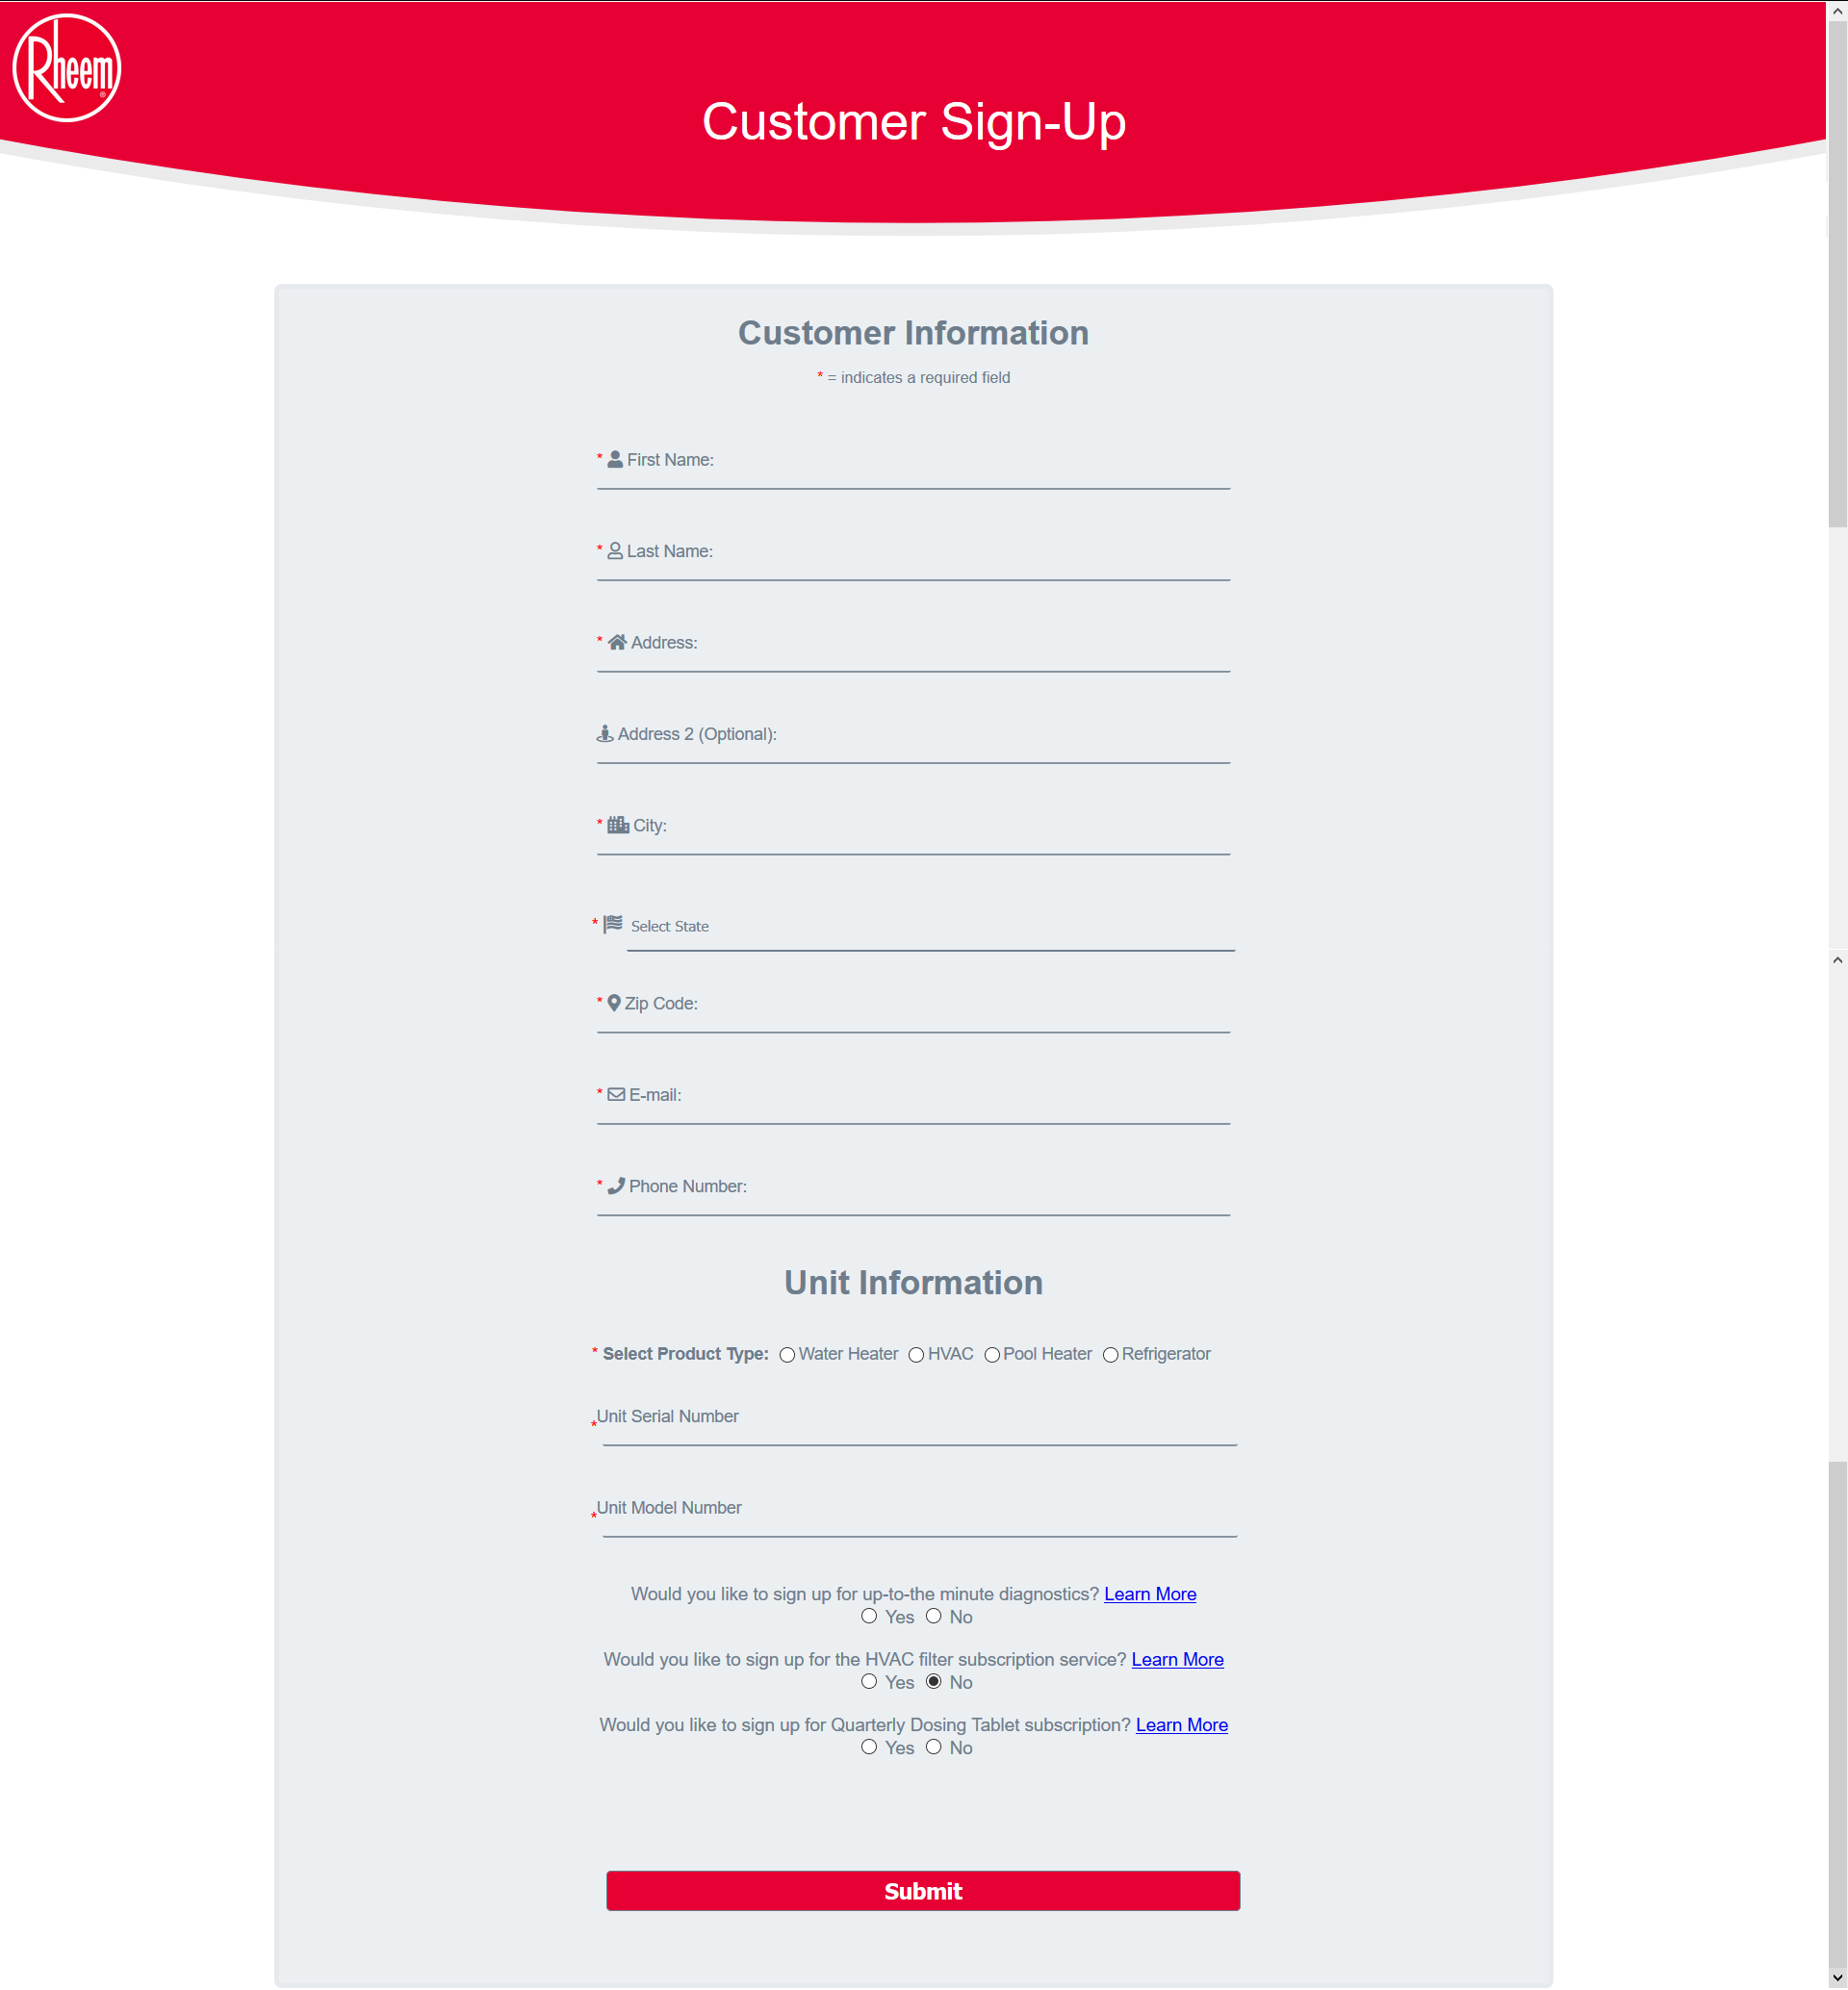 Rheem
®
Customer Sign-Up
Customer Information
* = indicates a required field
* First Name:
* Last Name:
* Address:
Address 2 (Optional):
* City:
* Select State
* Zip Code:
* E-mail:
* Phone Number:
Unit Information
* Select Product Type: Water Heater HVAC Pool Heater Refrigerator
*Unit Serial Number
*Unit Model Number
Would you like to sign up for up-to-the minute diagnostics? Learn More
Yes No
Would you like to sign up for the HVAC filter subscription service? Learn More
Yes No
Would you like to sign up for Quarterly Dosing Tablet subscription? Learn More
Yes No
Submit